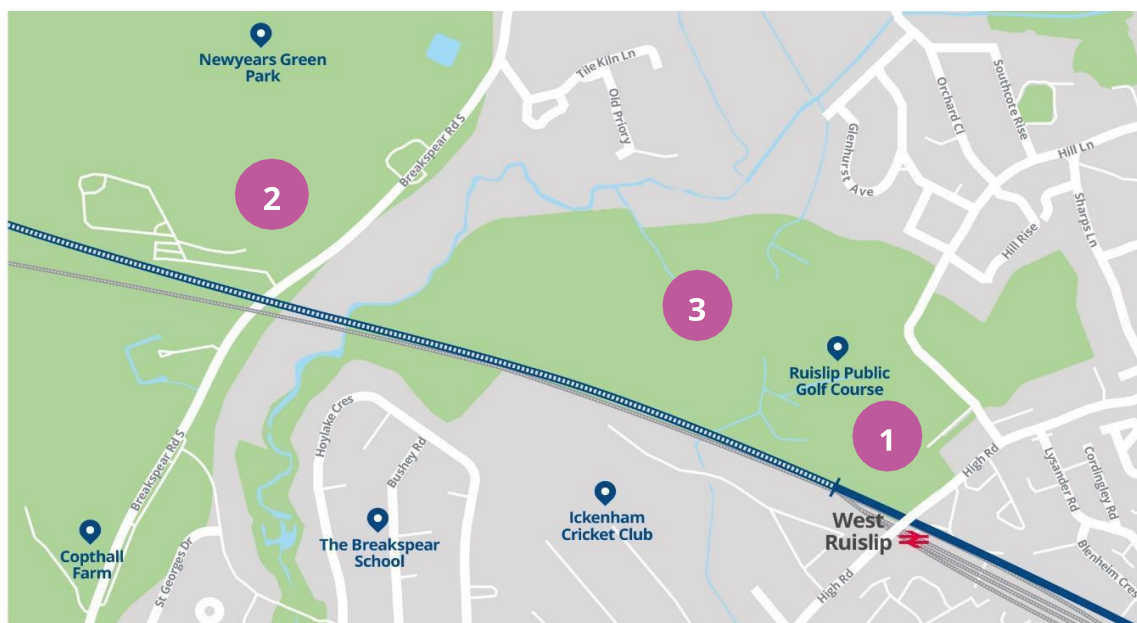 Newyears Green
Park
Tile Kiln Ln
Old Priory
Southcote Rise
Orchard Cl
Breakspear Rd S
Glenhurst Ave
Hill Ln
2
Sharps Ln
Hill Rise
3
Ruislip Public
Golf Course
1
Hoylake Cres
Bushey Rd
High Rd
Lysander Rd
Cordingley Rd
Breakspear Rd S
Ickenham
Cricket Club
West
Ruislip
The Breakspear
School
Copthall
Farm
St Georges Dr
High Rd
Blenheim Cres